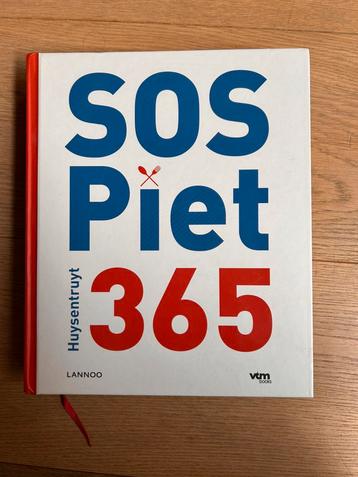 SOS
Piet
Huysentruyt
365
LANNOO
vtm
books